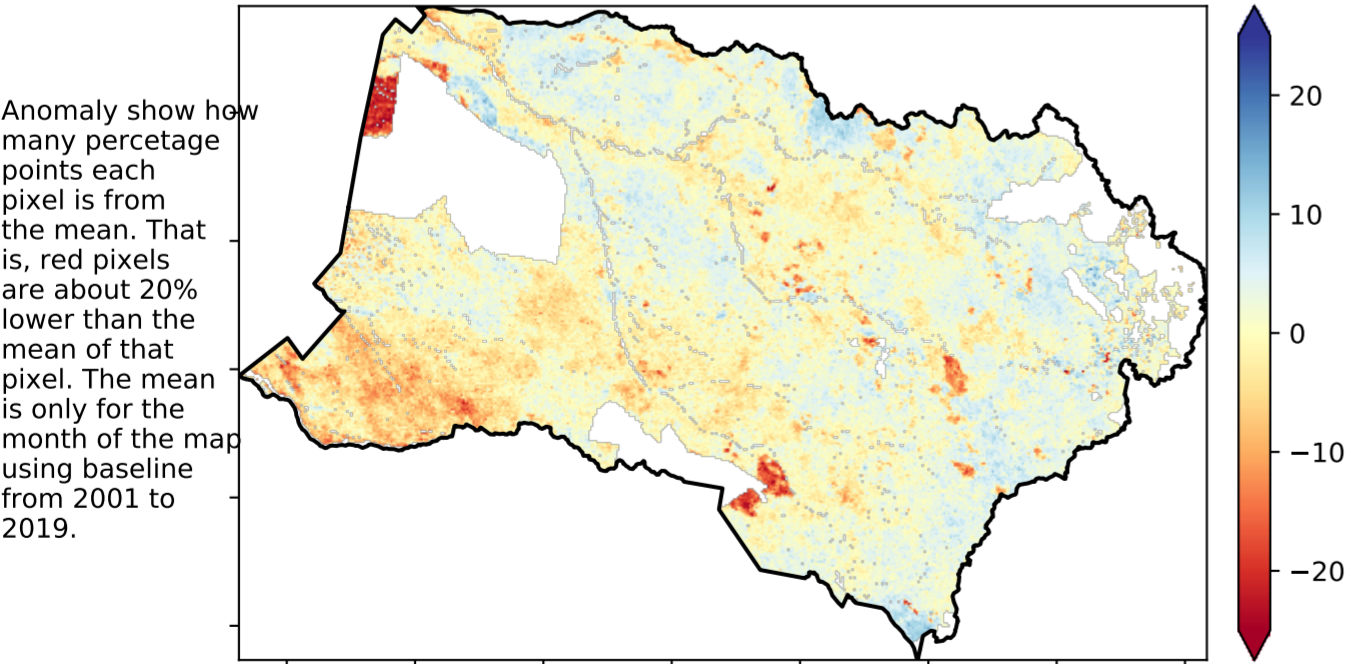 Anomaly show how
many percetage
points each
pixel is from
the mean. That
is, red pixels
are about 20%
lower than the
mean of that
pixel. The mean
is only for the
month of the map
using baseline
from 2001 to
2019.
20
10
0
−10
−20